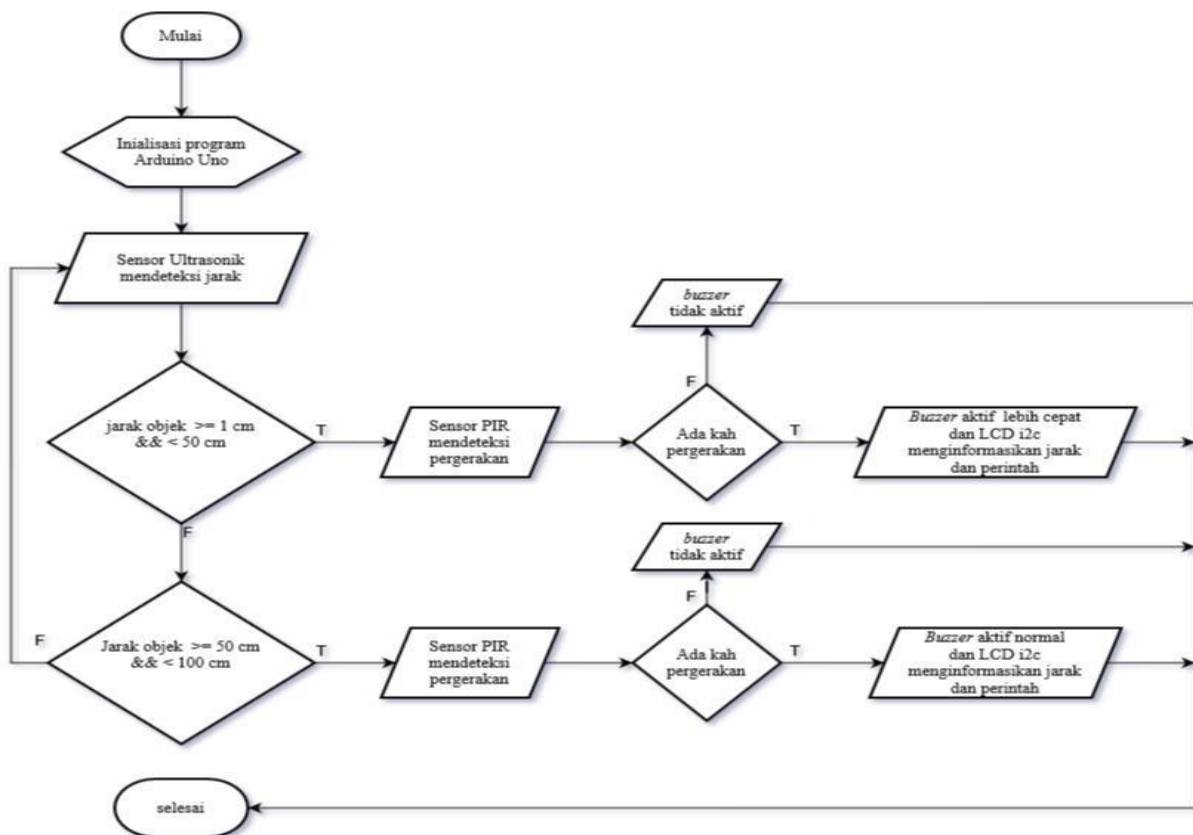 Mulai
Inialisasi program
Arduino Uno
Sensor Ultrasonik
mendeteksi jarak
buzzer
tidak aktif
F
jarak objek >= 1 cm
&& < 50 cm
T
Sensor PIR
mendeteksi
pergerakan
Ada kah
pergerakan
T
Buzzer aktif lebih cepat
dan LCD i2c
menginformasikan jarak
dan perintah
F
buzzer
tidak aktif
F
F
Jarak objek >= 50 cm
&& < 100 cm
T
Sensor PIR
mendeteksi
pergerakan
Ada kah
pergerakan
T
Buzzer aktif normal
dan LCD i2c
menginformasikan jarak
dan perintah
selesai